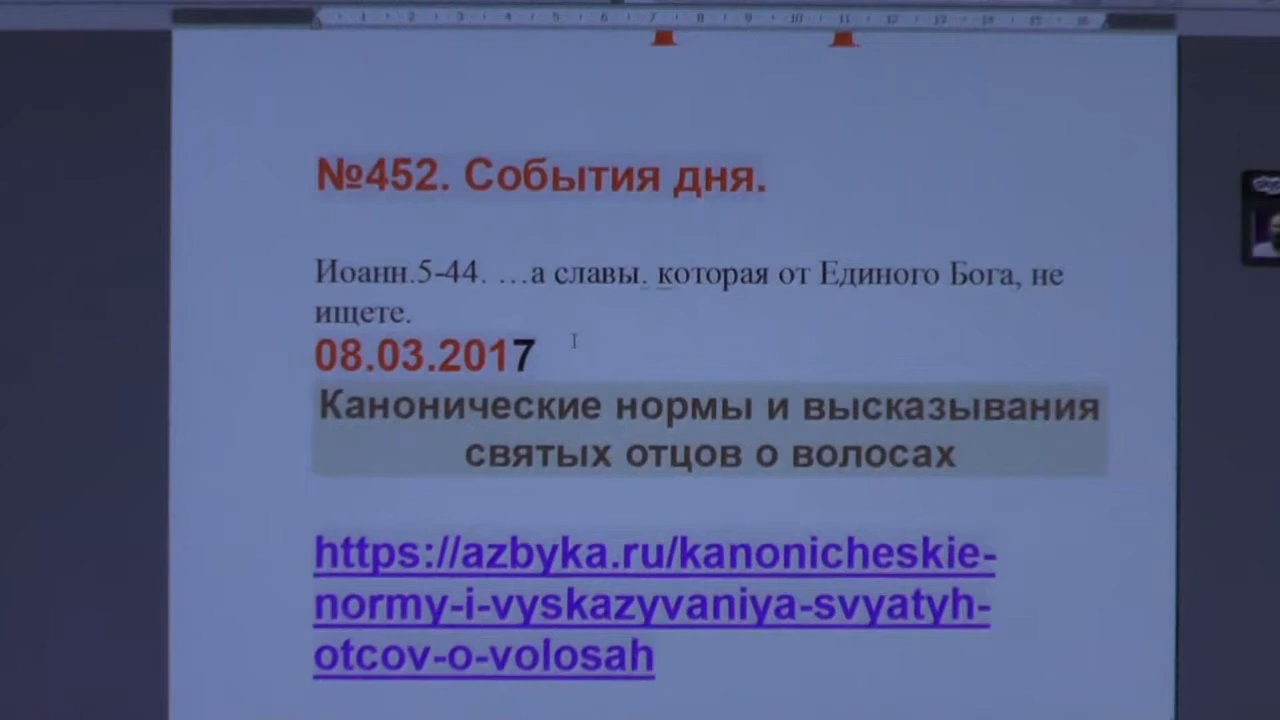 №452. События дня.
Иоанн.5-44. …а славы. которая от Единого Бога, не
ищете.
08.03.2017
Канонические нормы и высказывания
святых отцов о волосах
https://azbyka.ru/kanonicheskie-
normy-i-vyskazyvaniya-svyatyh-
otcov-o-volosah